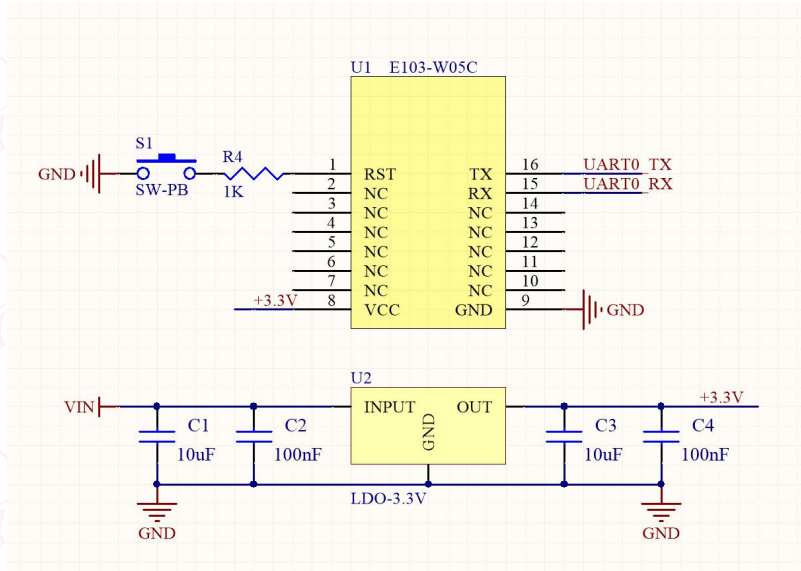 U1 E103-W05C
S1
R4
GND
SW-PB
1K
1 RST TX 16 UART0_TX
2 NC RX 15 UART0_RX
3 NC NC 14
4 NC NC 13
5 NC NC 12
6 NC NC 11
7 NC NC 10
+3.3V 8 VCC GND 9 GND
U2
VIN INPUT OUT +3.3V
GND
C1 C2 C3 C4
10uF 100nF 10uF 100nF
LDO-3.3V
GND GND